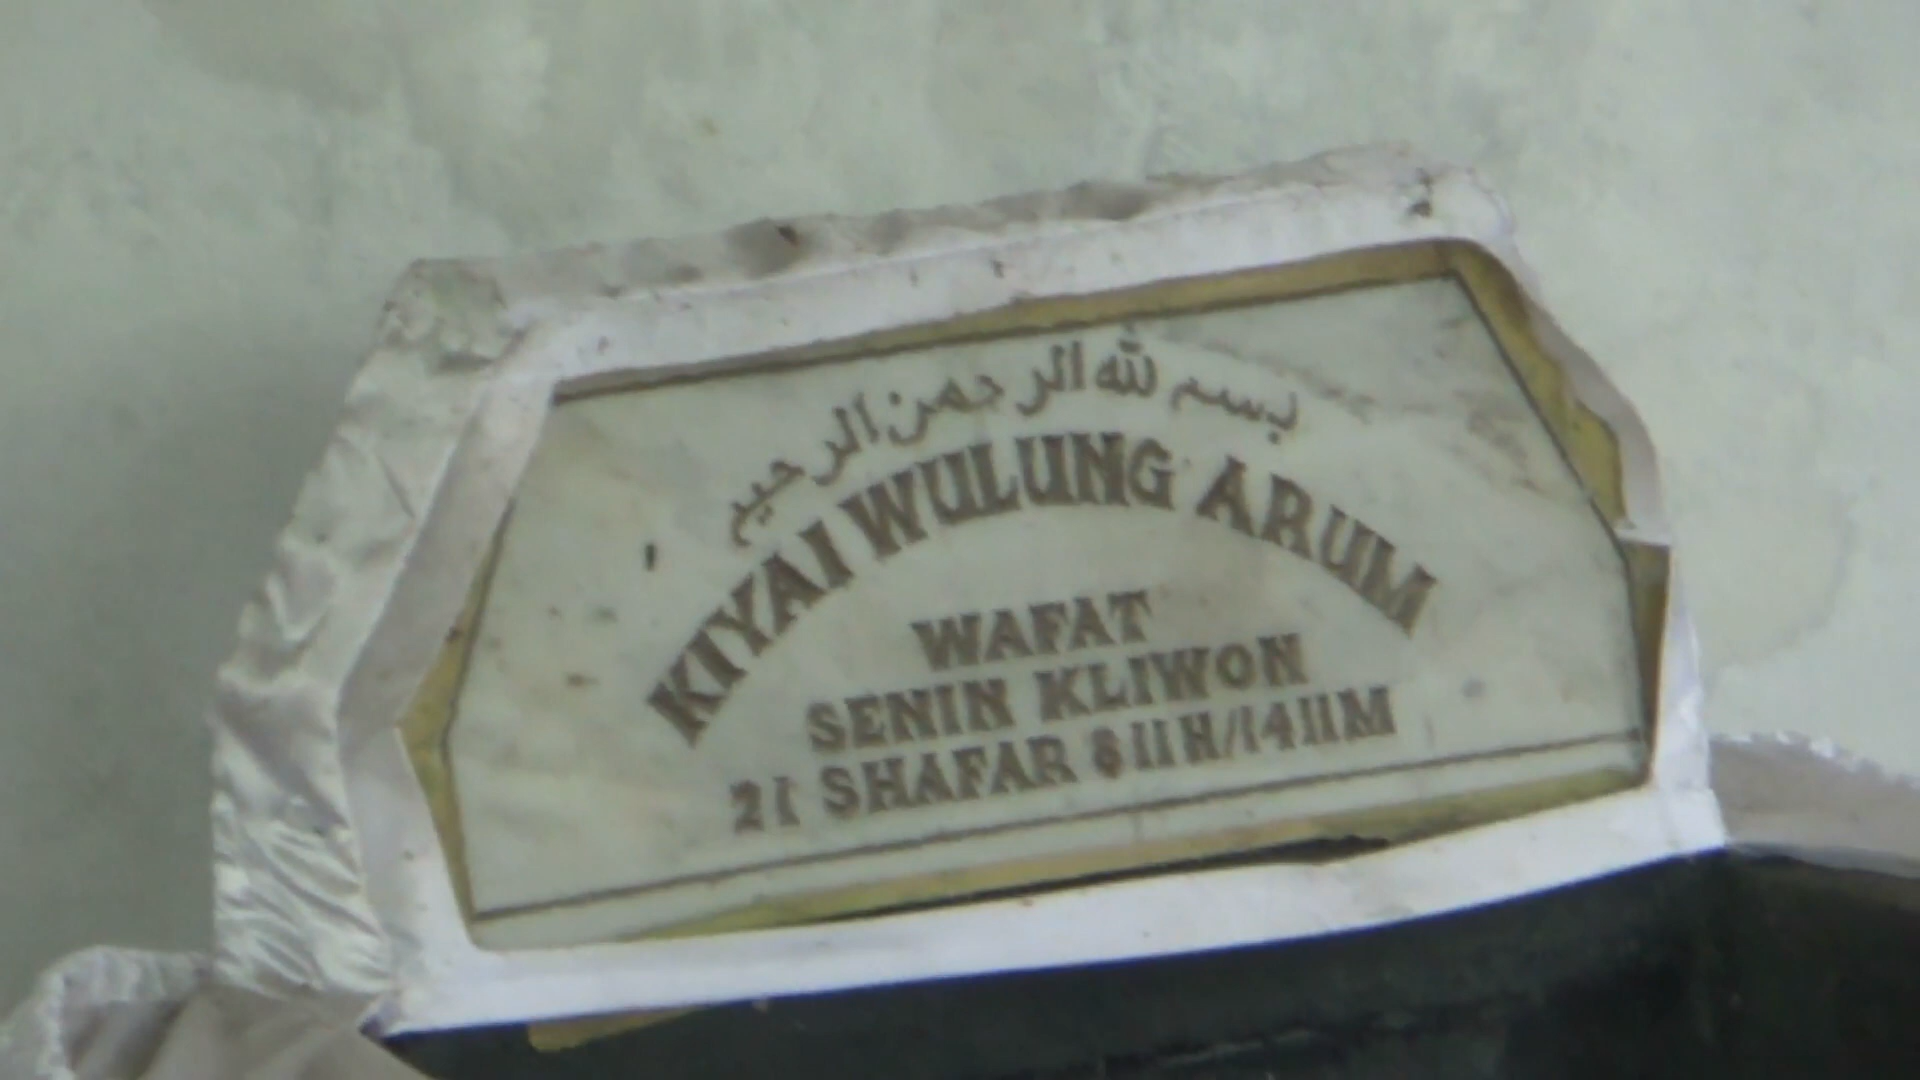 بسم الله الرحمن الرحيم
KIYAI WULUNG ARUM
WAFAT
SENIN KLIWON
21 SHAFAR 811H/1411M